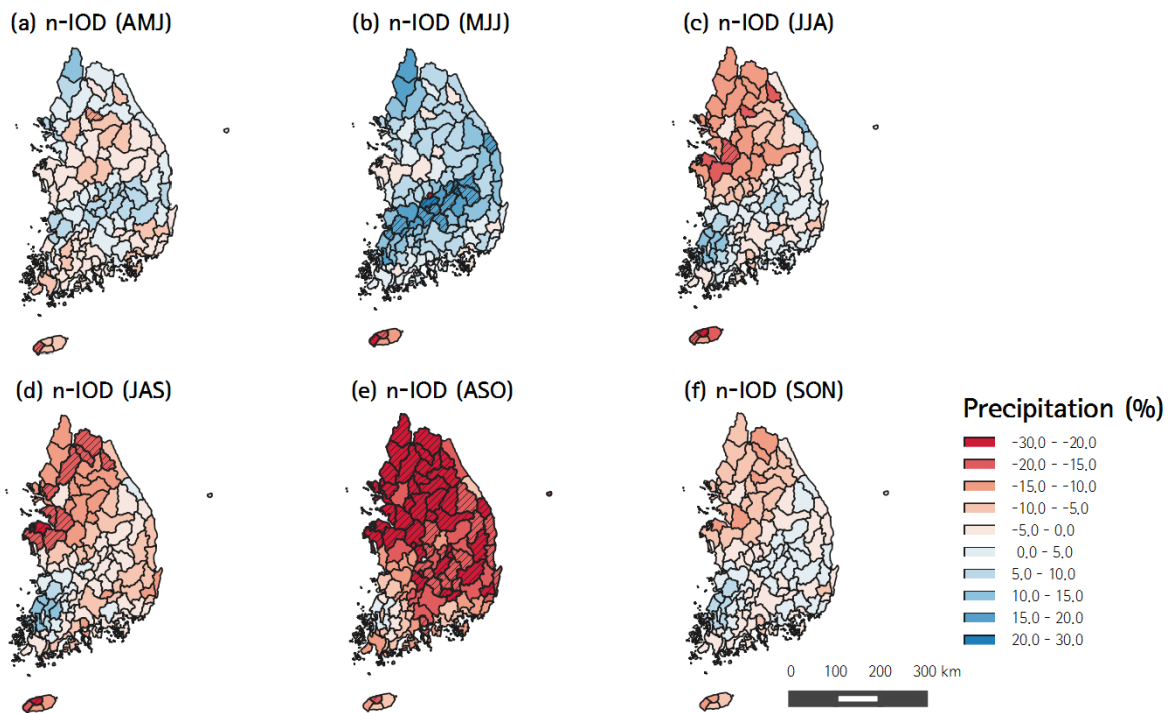 (a) n-IOD (AMJ)
(b) n-IOD (MJJ)
(c) n-IOD (JJA)
(d) n-IOD (JAS)
(e) n-IOD (ASO)
(f) n-IOD (SON)
Precipitation (%)
-30.0 - -20.0
-20.0 - -15.0
-15.0 - -10.0
-10.0 - -5.0
-5.0 - 0.0
0.0 - 5.0
5.0 - 10.0
10.0 - 15.0
15.0 - 20.0
20.0 - 30.0
0 100 200 300 km